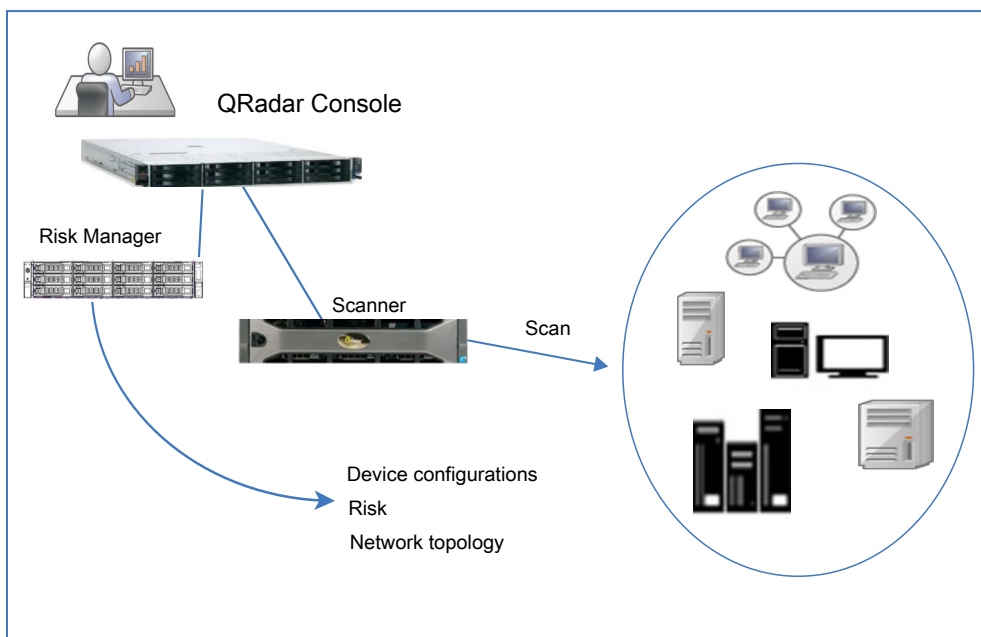 QRadar Console
Risk Manager
Scanner
Scan
Device configurations
Risk
Network topology